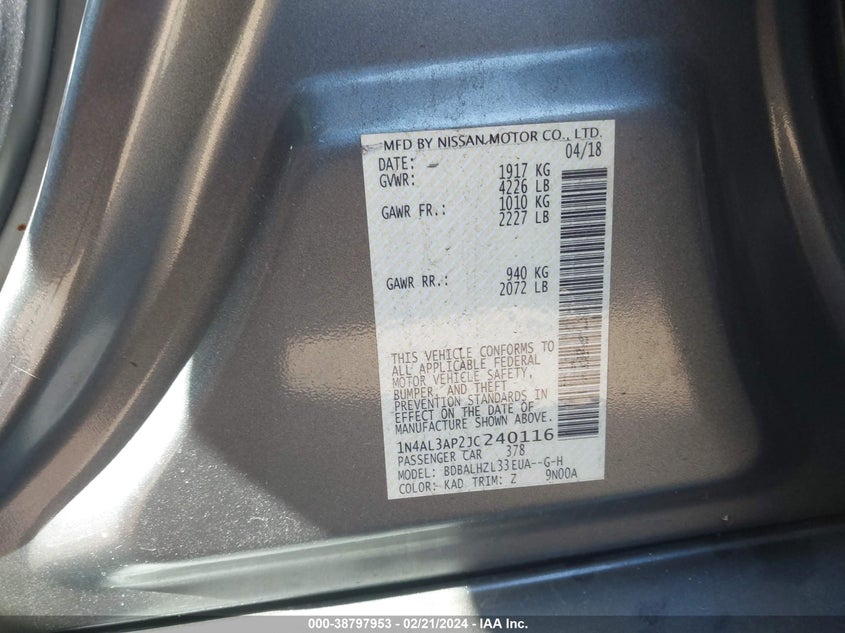 MFD BY NISSAN MOTOR CO., LTD.
DATE: 04/18
GVWR: 1917 KG
4226 LB
GAWR FR.: 1010 KG
2227 LB
GAWR RR.: 940 KG
2072 LB
THIS VEHICLE CONFORMS TO
ALL APPLICABLE FEDERAL
MOTOR VEHICLE SAFETY,
BUMPER, AND THEFT
PREVENTION STANDARDS IN
EFFECT ON THE DATE OF
MANUFACTURE SHOWN ABOVE.
1N4AL3AP2JC240116
PASSENGER CAR 378
MODEL: BDBALHZL33EUA--G-H
COLOR: KAD TRIM: Z 9N00A
000-38797953 - 02/21/2024 - IAA Inc.